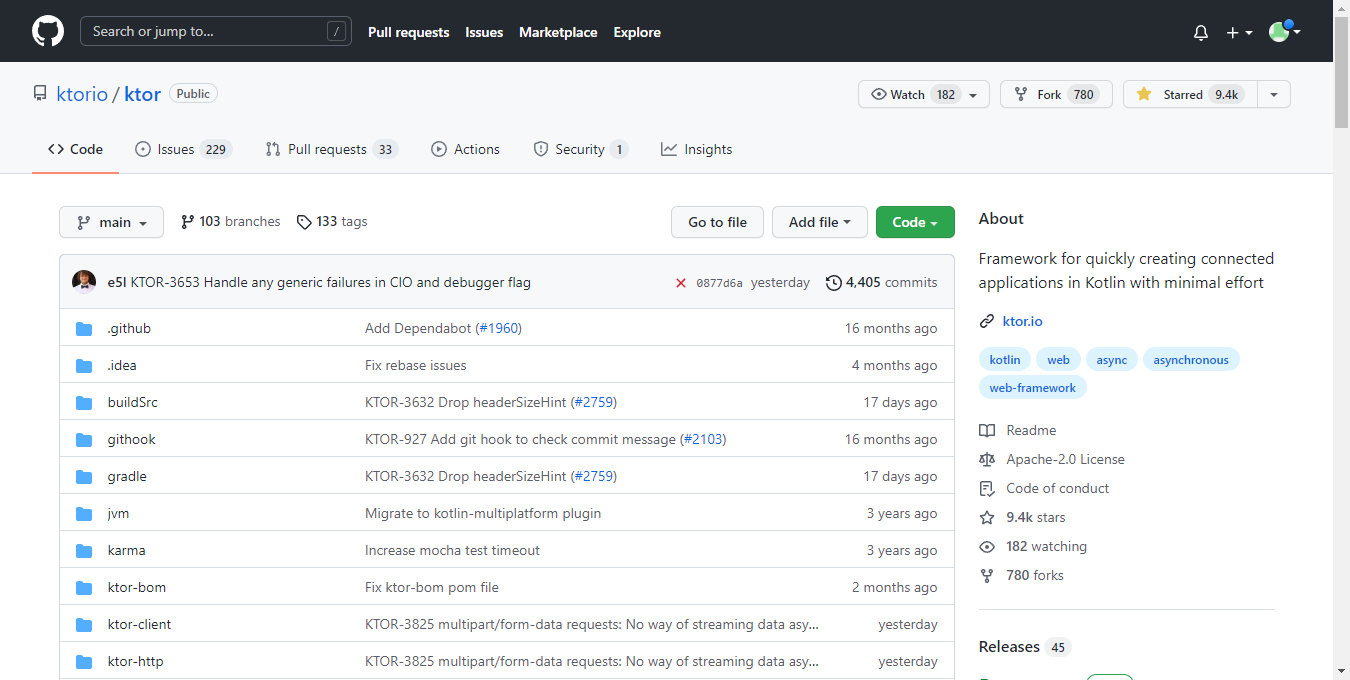 Search or jump to... /
Pull requests Issues Marketplace Explore
ktorio / ktor Public
Watch 182 Fork 780 Starred 9.4k
Code Issues 229 Pull requests 33 Actions Security 1 Insights
main 103 branches 133 tags Go to file Add file Code
e5l KTOR-3653 Handle any generic failures in CIO and debugger flag 0877d6a yesterday 4,405 commits
.github Add Dependabot (#1960) 16 months ago
.idea Fix rebase issues 4 months ago
buildSrc KTOR-3632 Drop headerSizeHint (#2759) 17 days ago
githook KTOR-927 Add git hook to check commit message (#2103) 16 months ago
gradle KTOR-3632 Drop headerSizeHint (#2759) 17 days ago
jvm Migrate to kotlin-multiplatform plugin 3 years ago
karma Increase mocha test timeout 3 years ago
ktor-bom Fix ktor-bom pom file 2 months ago
ktor-client KTOR-3825 multipart/form-data requests: No way of streaming data asy... yesterday
ktor-http KTOR-3825 multipart/form-data requests: No way of streaming data asy... yesterday
About
Framework for quickly creating connected
applications in Kotlin with minimal effort
ktor.io
kotlin web async asynchronous
web-framework
Readme
Apache-2.0 License
Code of conduct
9.4k stars
182 watching
780 forks
Releases 45